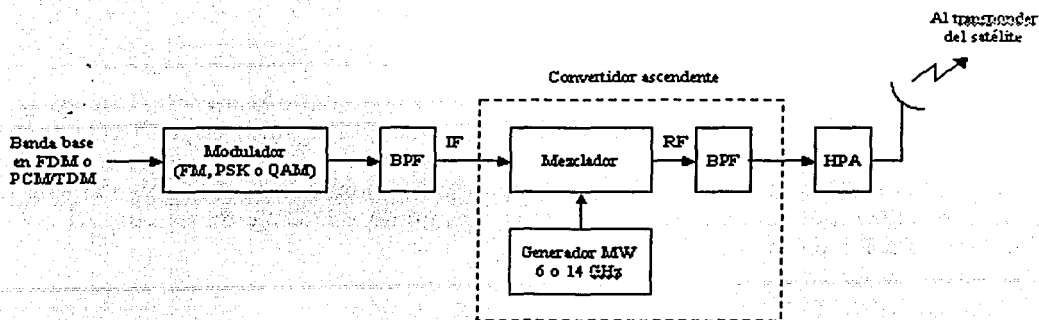 Al transponder
del satélite
Convertidor ascendente
Banda base
en FDM o
PCM/TDM
Modulador
(FM, PSK o QAM)
BPF
IF
Mezclador
RF
BPF
HPA
Generador MW
6 o 14 GHz